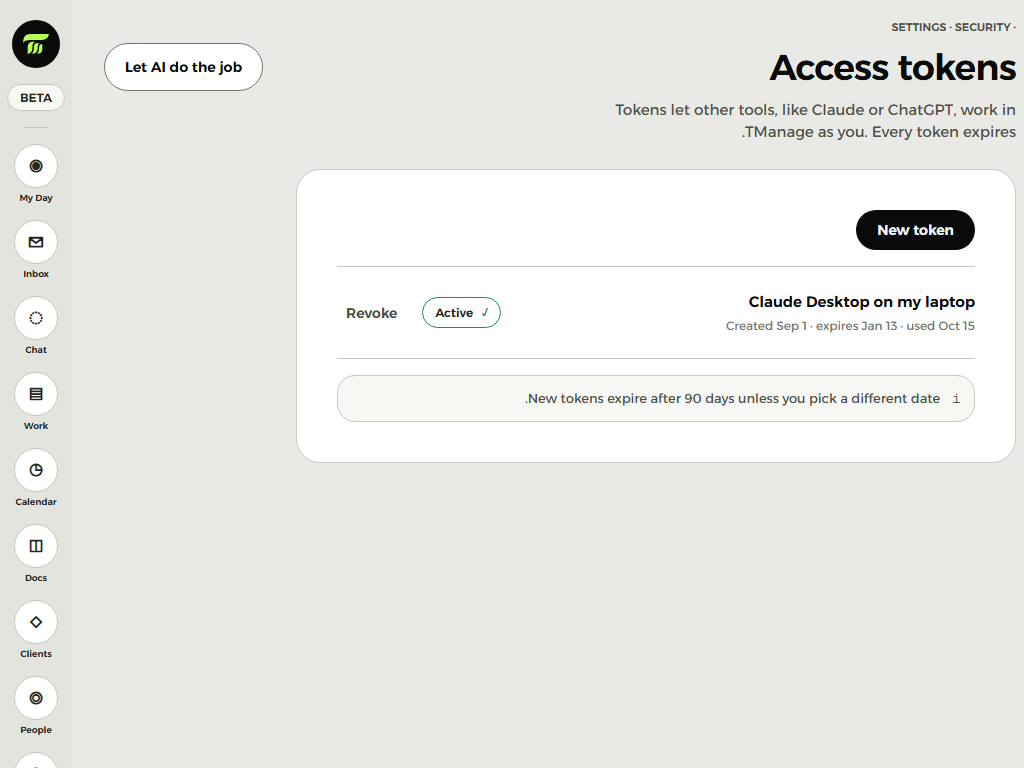 BETA
My Day
Inbox
Chat
Work
Calendar
Docs
Clients
People
Let AI do the job
SETTINGS · SECURITY ·
Access tokens
Tokens let other tools, like Claude or ChatGPT, work in
.TManage as you. Every token expires
New token
Claude Desktop on my laptop
Created Sep 1 · expires Jan 13 · used Oct 15
Active ✓
Revoke
i .New tokens expire after 90 days unless you pick a different date